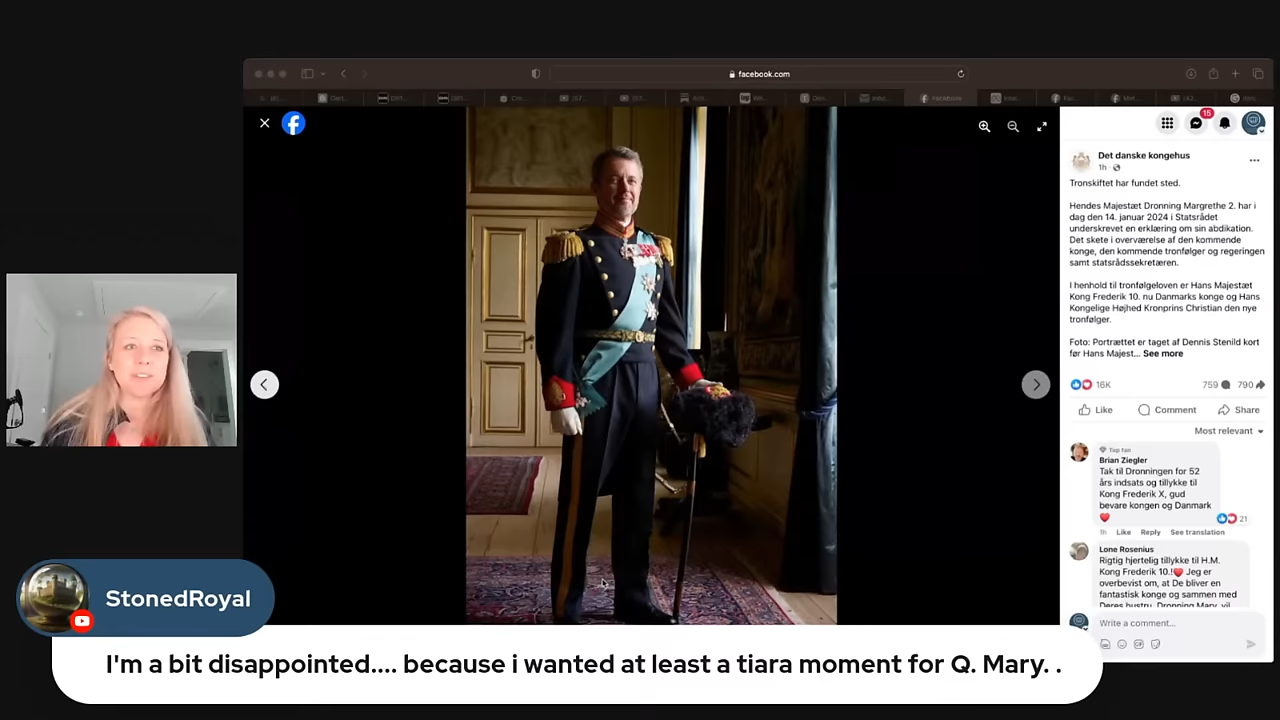 facebook.com
Facebook
15
Det danske kongehus
1h
Tronskiftet har fundet sted.
Hendes Majestæt Dronning Margrethe 2. har i
dag den 14. januar 2024 i Statsrådet
underskrevet en erklæring om sin abdikation.
Det skete i overværelse af den kommende
konge, den kommende tronfølger og regeringen
samt statsrådssekretæren.
I henhold til tronfølgeloven er Hans Majestæt
Kong Frederik 10. nu Danmarks konge og Hans
Kongelige Højhed Kronprins Christian den nye
tronfølger.
Foto: Portrættet er taget af Dennis Stenild kort
før Hans Majest... See more
16K 759 790
Like Comment Share
Most relevant
Top fan
Brian Ziegler
Tak til Dronningen for 52
års indsats og tillykke til
Kong Frederik X, gud
bevare kongen og Danmark
21
1h Like Reply See translation
Lone Rosenius
Rigtig hjertelig tillykke til H.M.
Kong Frederik 10.! Jeg er
overbevist om, at De bliver en
fantastisk konge og sammen med
Deres hustru, Dronning Mary, vil
Write a comment...
StonedRoyal
I'm a bit disappointed.... because i wanted at least a tiara moment for Q. Mary. .